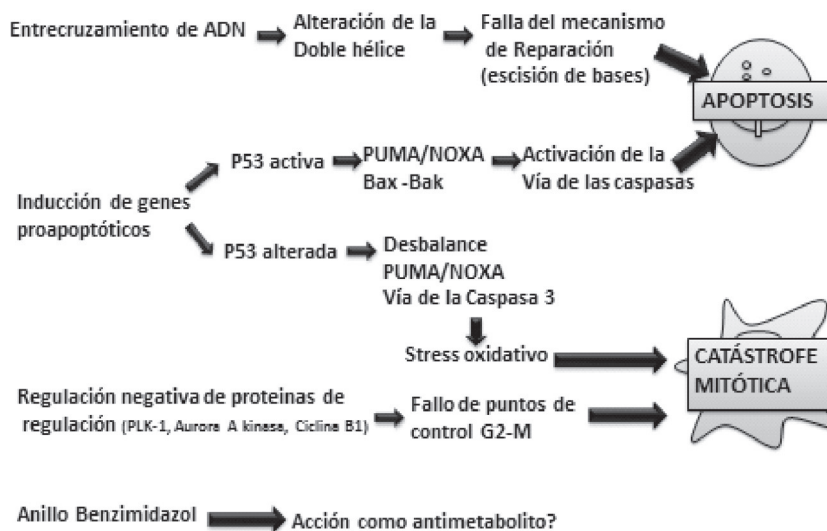 Entrecruzamiento de ADN
Alteración de la
Doble hélice
Falla del mecanismo
de Reparación
(escisión de bases)
APOPTOSIS
Inducción de genes
proapoptóticos
P53 activa
PUMA/NOXA
Bax -Bak
Activación de la
Vía de las caspasas
P53 alterada
Desbalance
PUMA/NOXA
Vía de la Caspasa 3
Stress oxidativo
CATÁSTROFE
MITÓTICA
Regulación negativa de proteinas de
regulación (PLK-1, Aurora A kinasa, Ciclina B1)
Fallo de puntos de
control G2-M
Anillo Benzimidazol
Acción como antimetabolito?